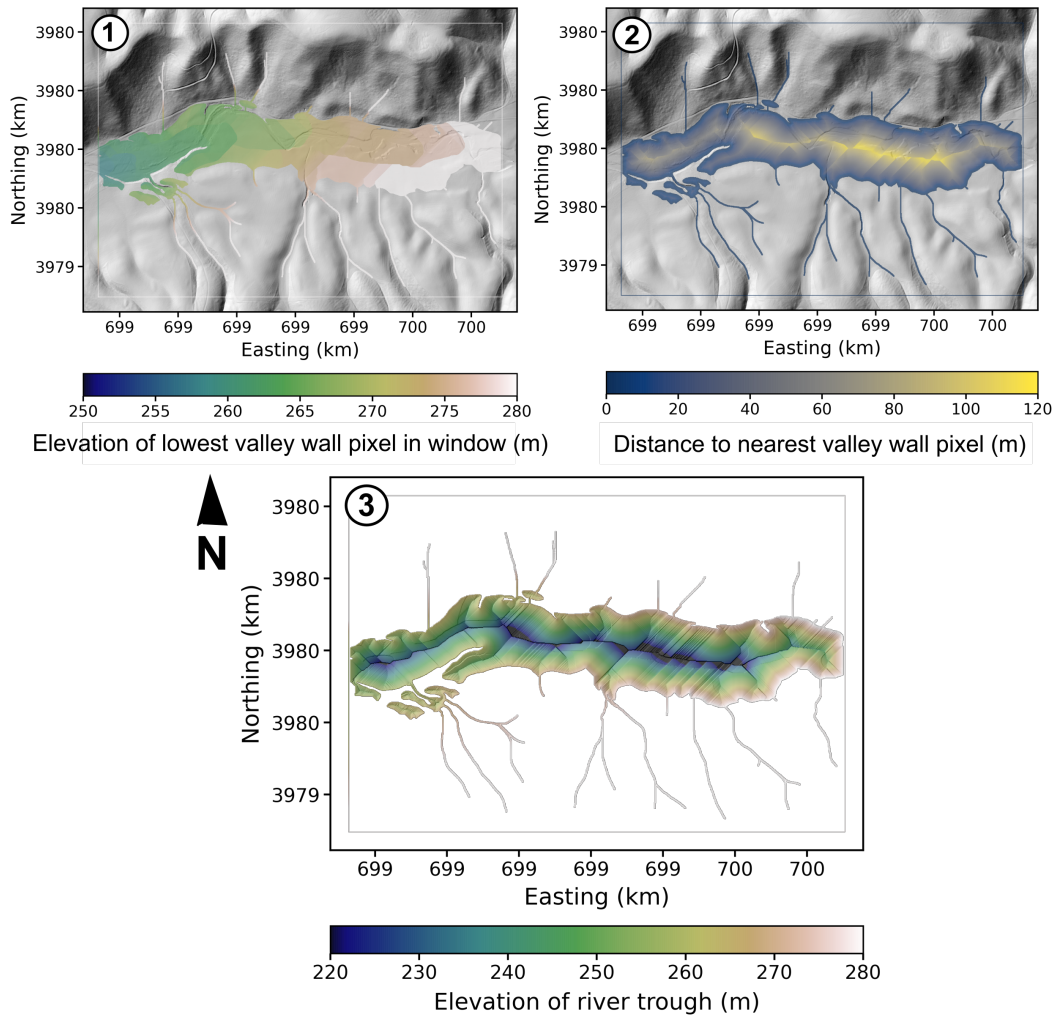 1
3980
3980
3980
3980
3979
Northing (km)
699 699 699 699 699 700 700
Easting (km)
250 255 260 265 270 275 280
Elevation of lowest valley wall pixel in window (m)
2
3980
3980
3980
3980
3979
Northing (km)
699 699 699 699 699 700 700
Easting (km)
0 20 40 60 80 100 120
Distance to nearest valley wall pixel (m)
N
3
3980
3980
3980
3980
3979
Northing (km)
699 699 699 699 699 700 700
Easting (km)
220 230 240 250 260 270 280
Elevation of river trough (m)